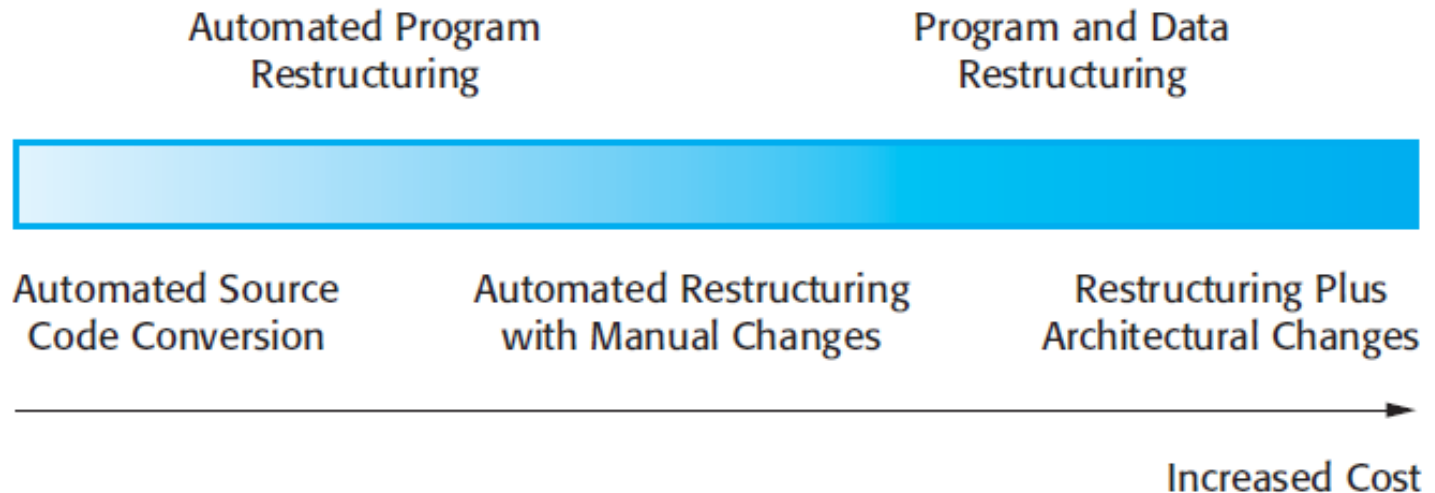 Automated Program
Restructuring
Program and Data
Restructuring
Automated Source
Code Conversion
Automated Restructuring
with Manual Changes
Restructuring Plus
Architectural Changes
Increased Cost